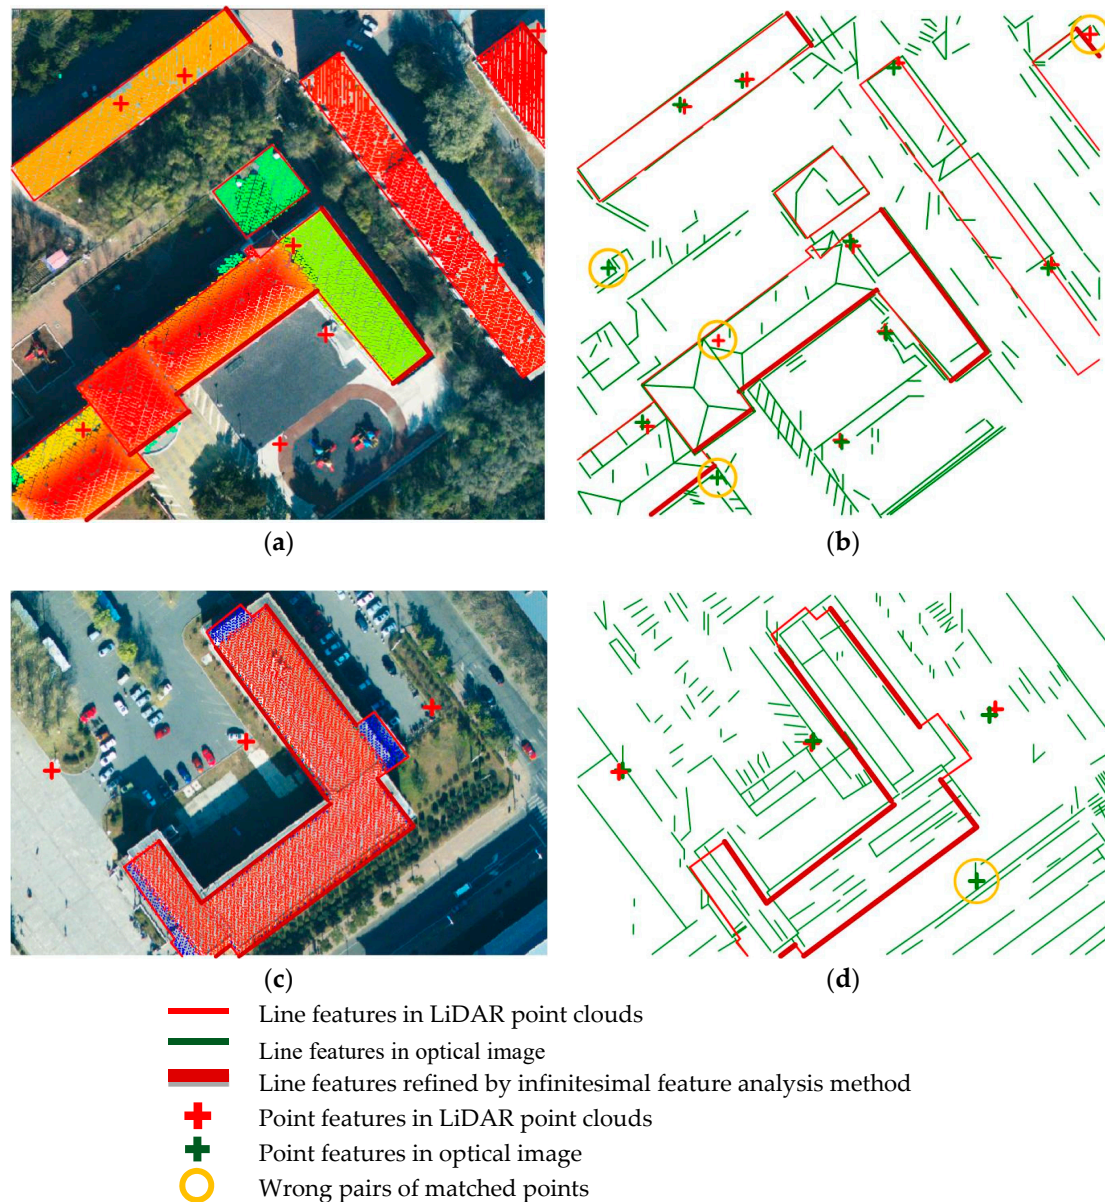 (a)
(b)
(c)
(d)
Line features in LiDAR point clouds
Line features in optical image
Line features refined by infinitesimal feature analysis method
Point features in LiDAR point clouds
Point features in optical image
Wrong pairs of matched points